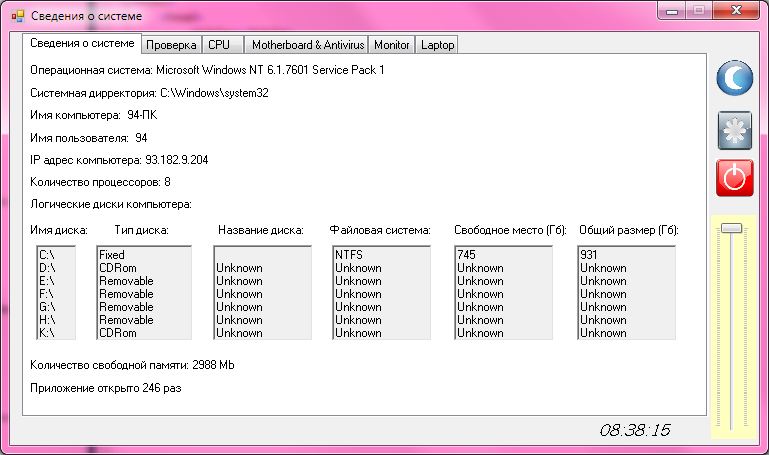 Сведения о системе
Сведения о системе Проверка CPU Motherboard & Antivirus Monitor Laptop
Операционная система: Microsoft Windows NT 6.1.7601 Service Pack 1
Системная дирректория: C:\Windows\system32
Имя компьютера: 94-ПК
Имя пользователя: 94
IP адрес компьютера: 93.182.9.204
Количество процессоров: 8
Логические диски компьютера:
Имя диска: Тип диска: Название диска: Файловая система: Свободное место (Гб): Общий размер (Гб):
C:\ Fixed NTFS 745 931
D:\ CDRom Unknown Unknown Unknown Unknown
E:\ Removable Unknown Unknown Unknown Unknown
F:\ Removable Unknown Unknown Unknown Unknown
G:\ Removable Unknown Unknown Unknown Unknown
H:\ Removable Unknown Unknown Unknown Unknown
K:\ CDRom Unknown Unknown Unknown Unknown
Количество свободной памяти: 2988 Mb
Приложение открыто 246 раз
08:38:15